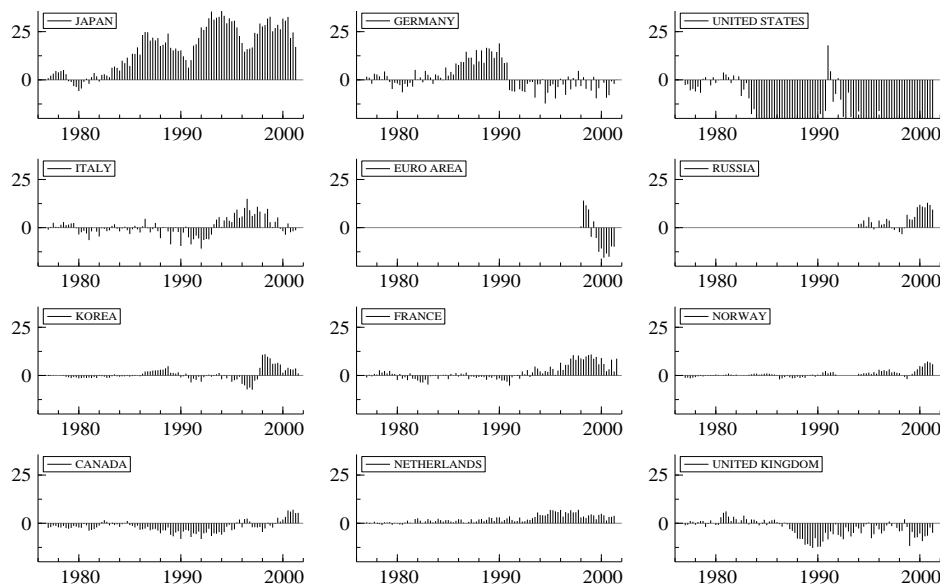 JAPAN GERMANY UNITED STATES
25 25 25
0 0 0
1980 1990 2000 1980 1990 2000 1980 1990 2000
ITALY EURO AREA RUSSIA
25 25 25
0 0 0
1980 1990 2000 1980 1990 2000 1980 1990 2000
KOREA FRANCE NORWAY
25 25 25
0 0 0
1980 1990 2000 1980 1990 2000 1980 1990 2000
CANADA NETHERLANDS UNITED KINGDOM
25 25 25
0 0 0
1980 1990 2000 1980 1990 2000 1980 1990 2000